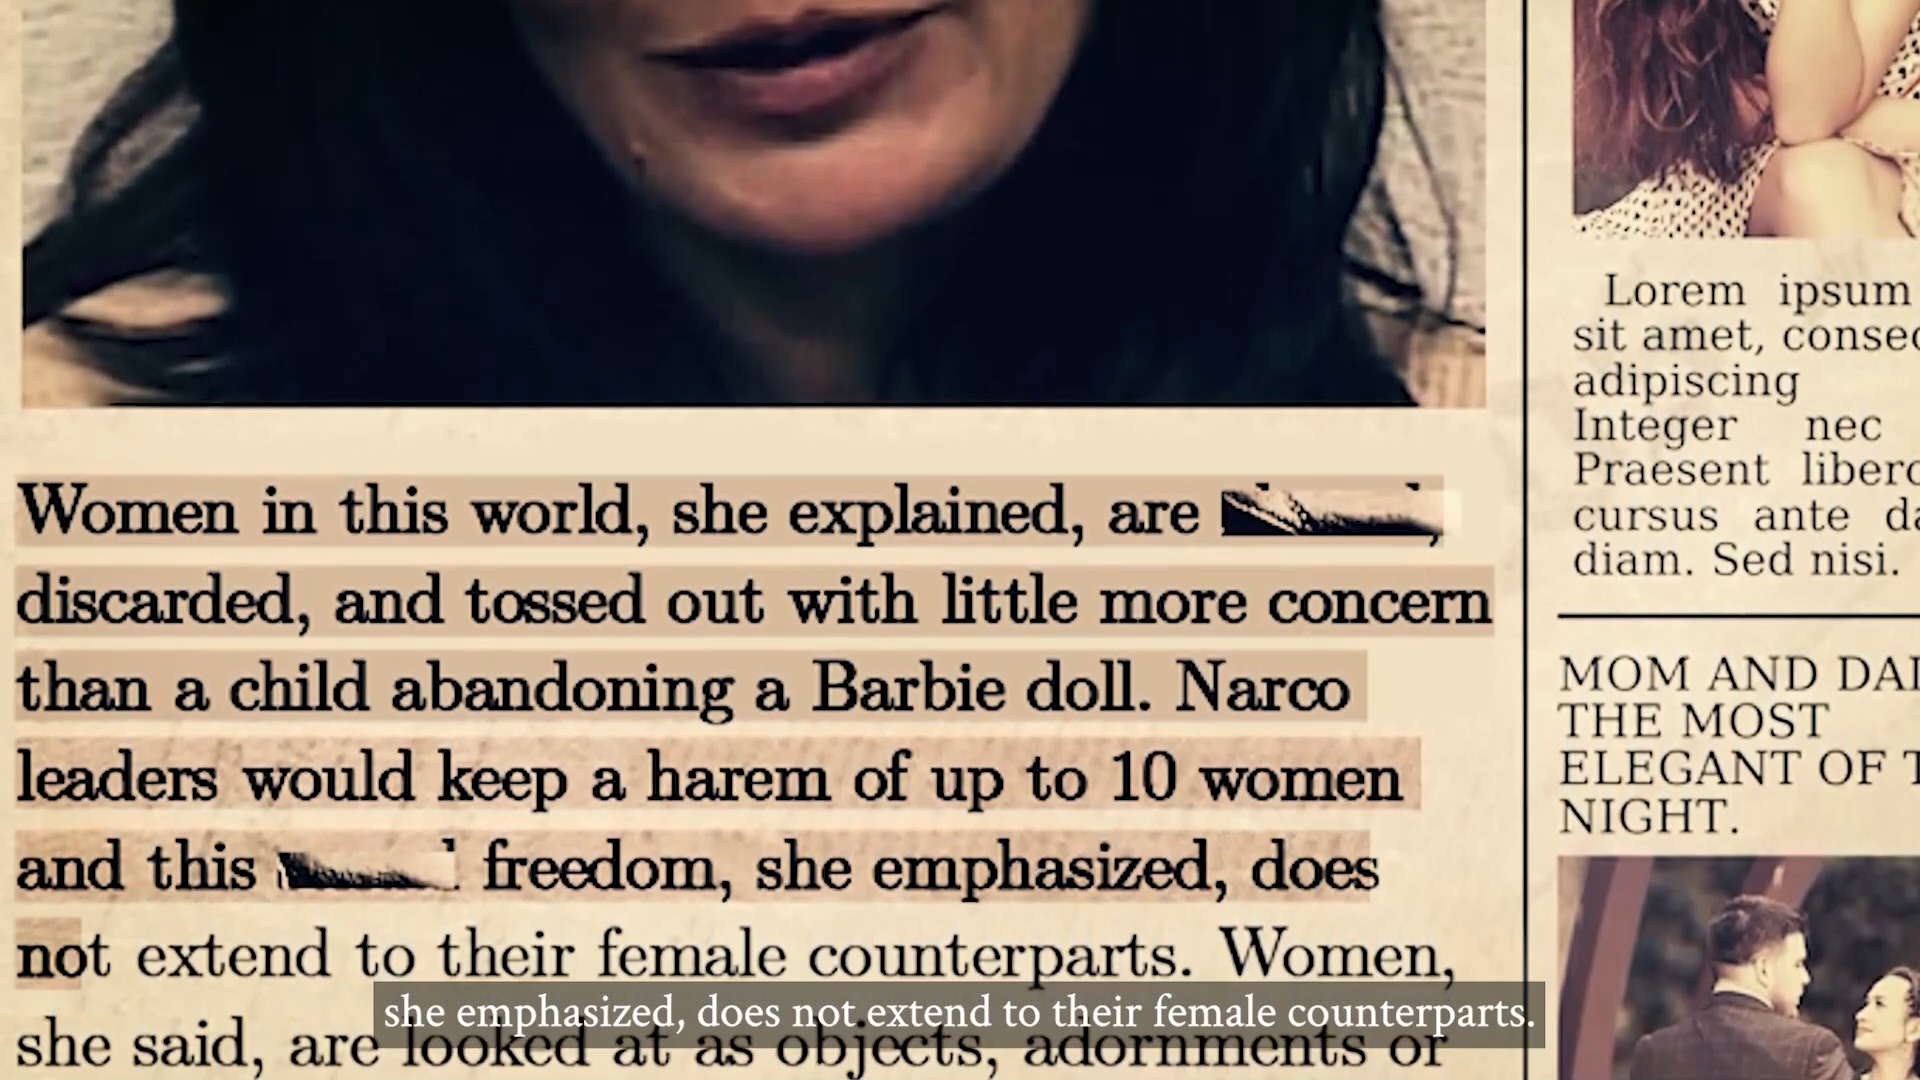 Women in this world, she explained, are
discarded, and tossed out with little more concern
than a child abandoning a Barbie doll. Narco
leaders would keep a harem of up to 10 women
and this freedom, she emphasized, does
not extend to their female counterparts. Women,
she said, are looked at as objects, adornments of
she emphasized, does not extend to their female counterparts.
Lorem ipsum
sit amet,
adipiscing
Integer nec
Praesent
cursus ante
diam. Sed nisi.
MOM AND
THE MOST
ELEGANT OF
NIGHT.